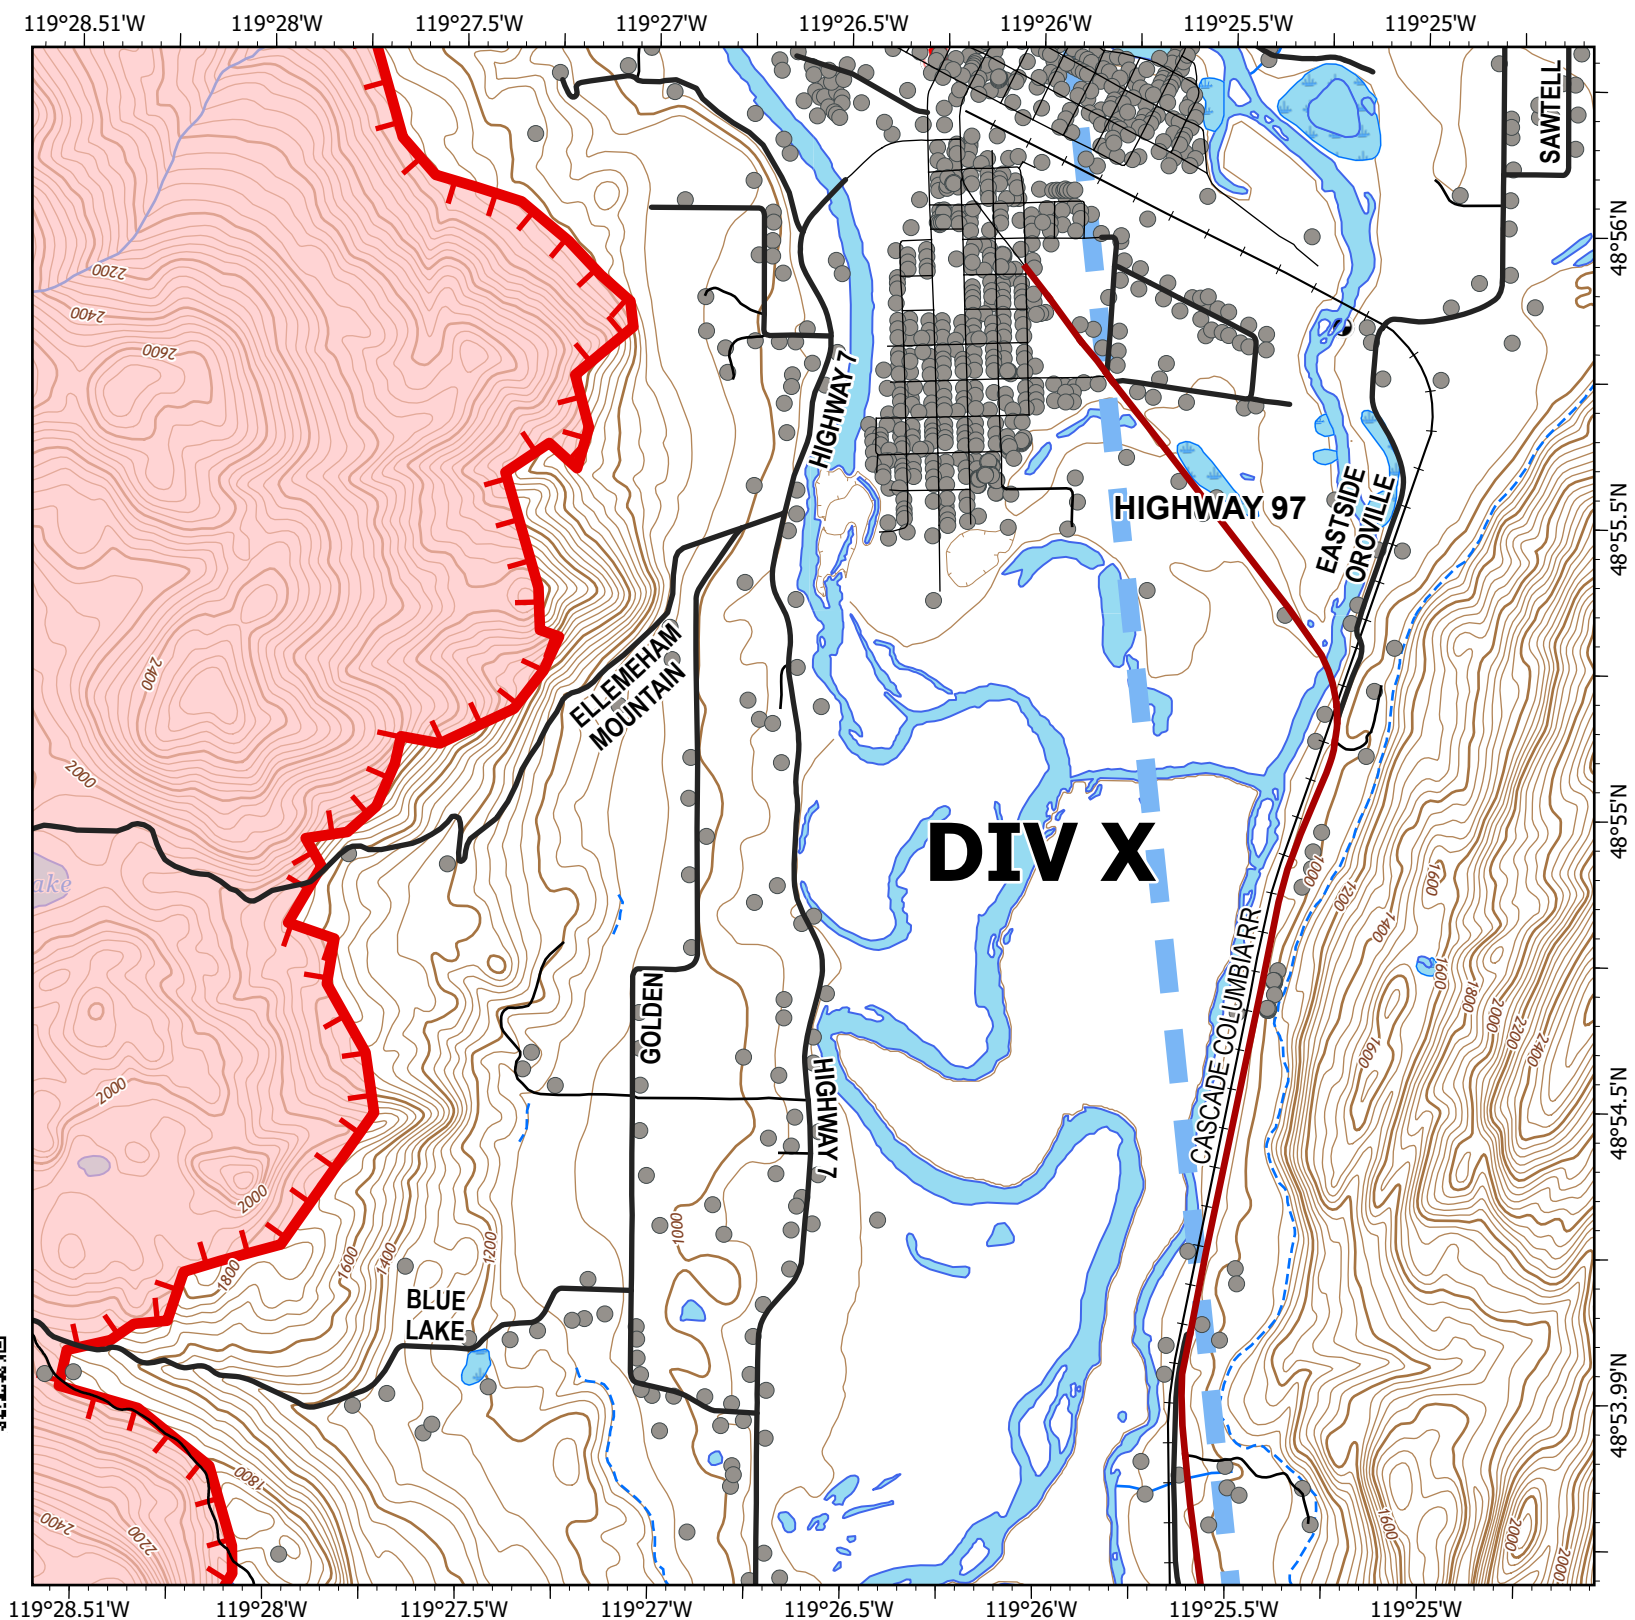 119°28.51'W 119°28'W 119°27.5'W 119°27'W 119°26.5'W 119°26'W 119°25.5'W 119°25'W
SAWTELL
48°56'N
2200
2400
2600
HIGHWAY 7
HIGHWAY 97
EASTSIDE
OROVILLE
48°55.5'N
ELLEMEHAM
MOUNTAIN
2400
2000
DIV X
48°55'N
ake
1000
1200
1400
1600
1600
1800
2000
2200
2400
1600
CASCADE COLUMBIA RR
GOLDEN
HIGHWAY 7
2000
48°54.5'N
2000
1800
1600
1400
1200
1000
BLUE
LAKE
48°53.99'N
1800
2400
2200
1600
2000
2000
119°28.51'W 119°28'W 119°27.5'W 119°27'W 119°26.5'W 119°26'W 119°25.5'W 119°25'W